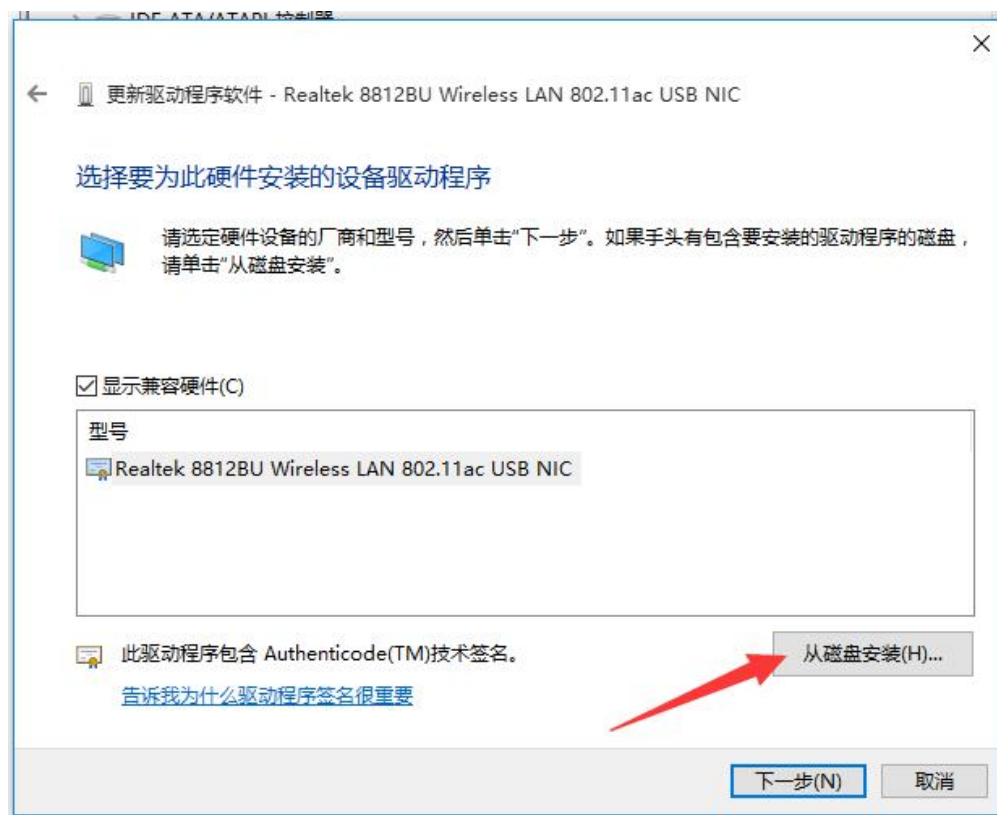 IDE ATA/ATAPI 控制器
更新驱动程序软件 - Realtek 8812BU Wireless LAN 802.11ac USB NIC
选择要为此硬件安装的设备驱动程序
请选定硬件设备的厂商和型号，然后单击"下一步"。如果手头有包含要安装的驱动程序的磁盘，
请单击"从磁盘安装"。
显示兼容硬件(C)
型号
Realtek 8812BU Wireless LAN 802.11ac USB NIC
此驱动程序包含 Authenticode(TM)技术签名。
从磁盘安装(H)...
告诉我为什么驱动程序签名很重要
下一步(N)
取消